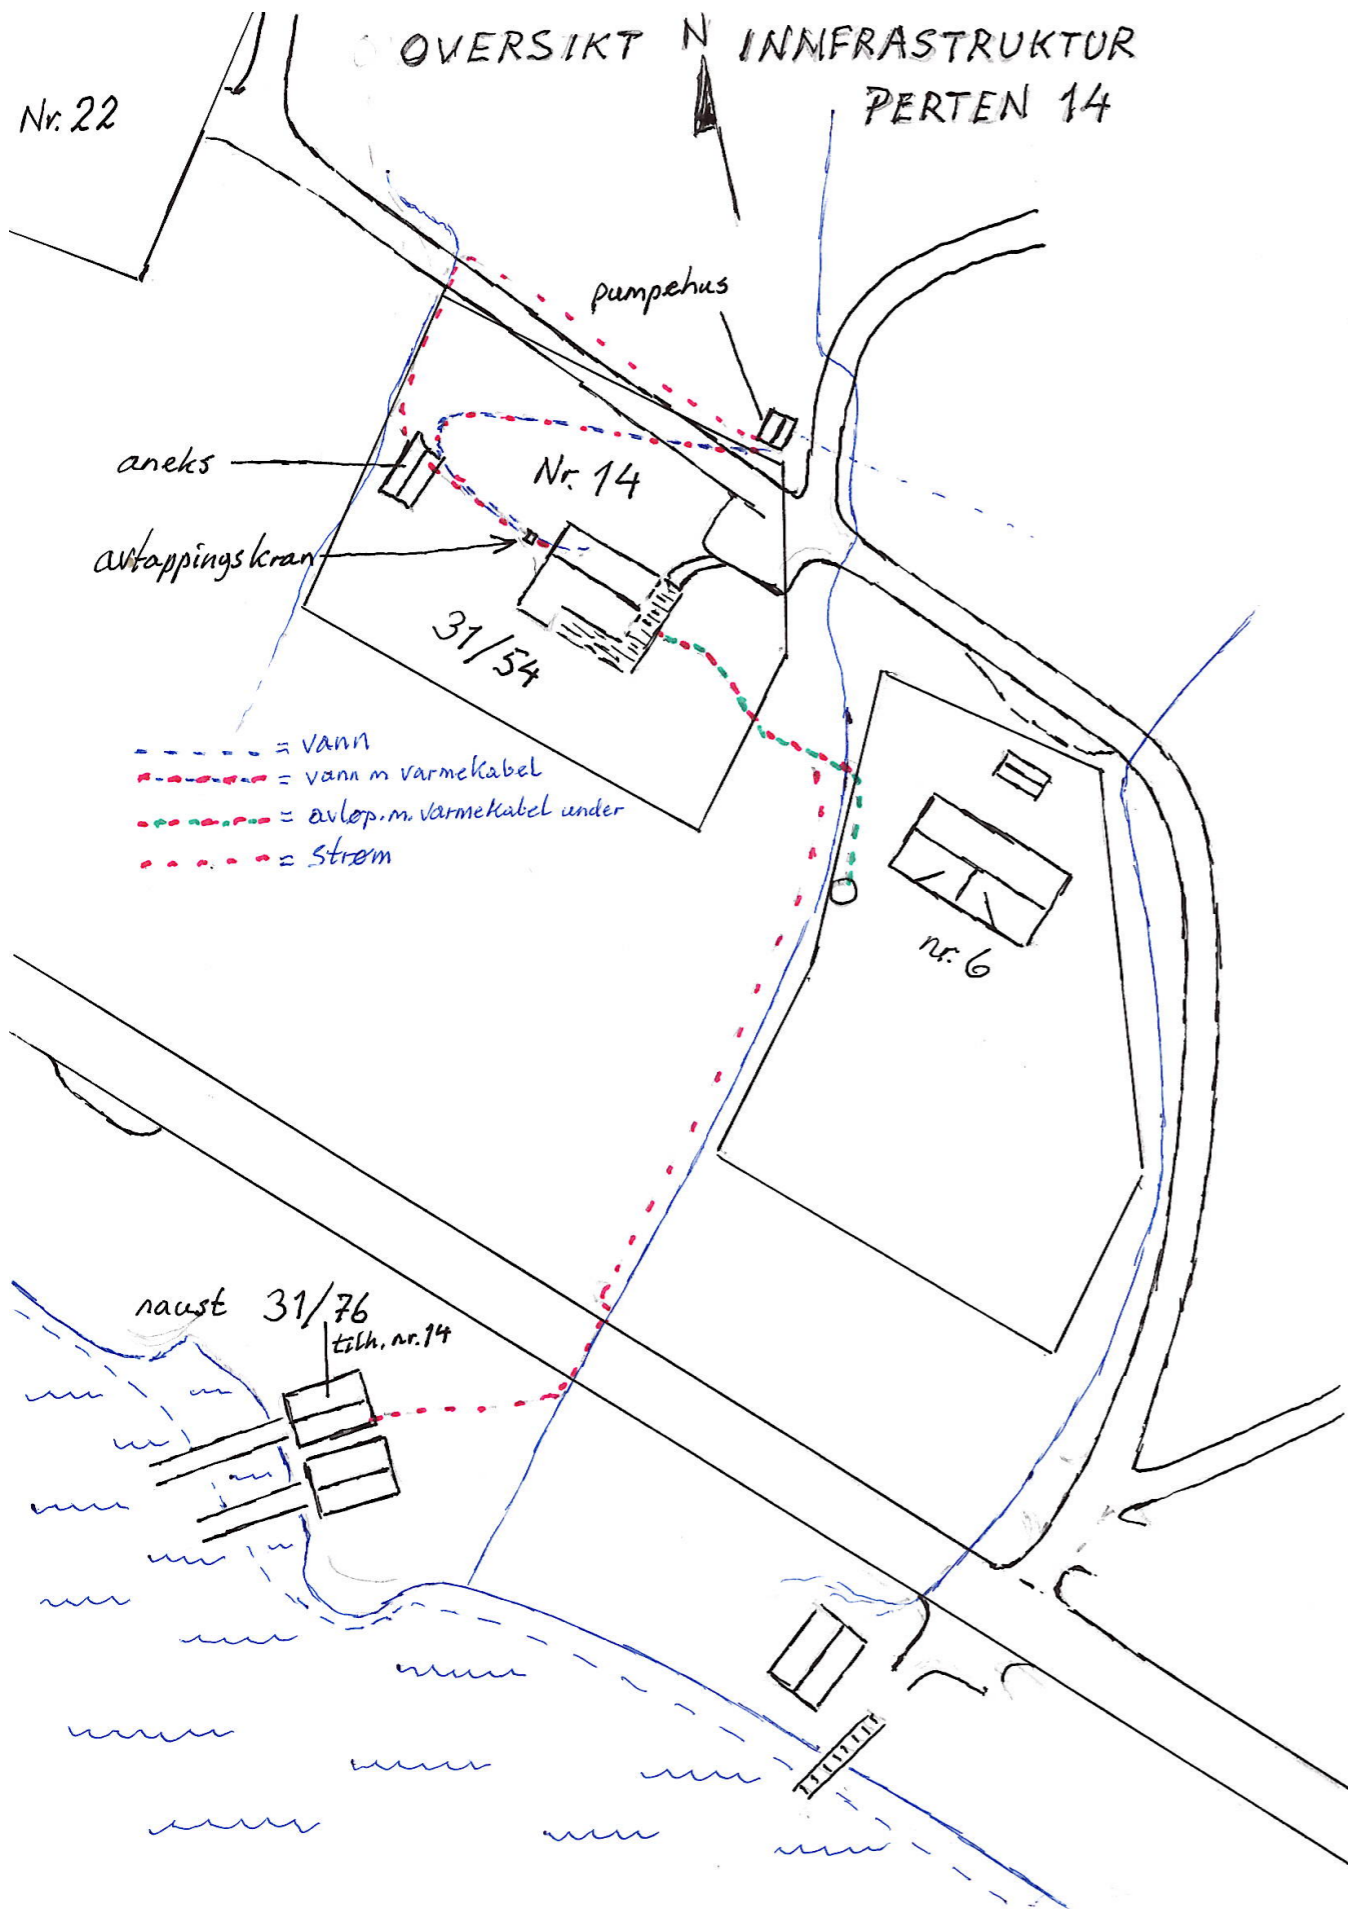 OVERSIKT N INNFRASTRUKTUR
PERTEN 14
Nr. 22
pumpehus
aneks
Nr. 14
avtappingskran
31/54
= vann
= vann m varmekabel
= avløp. m. varmekabel under
= strøm
nr. 6
naust 31/76
tilh. nr. 14